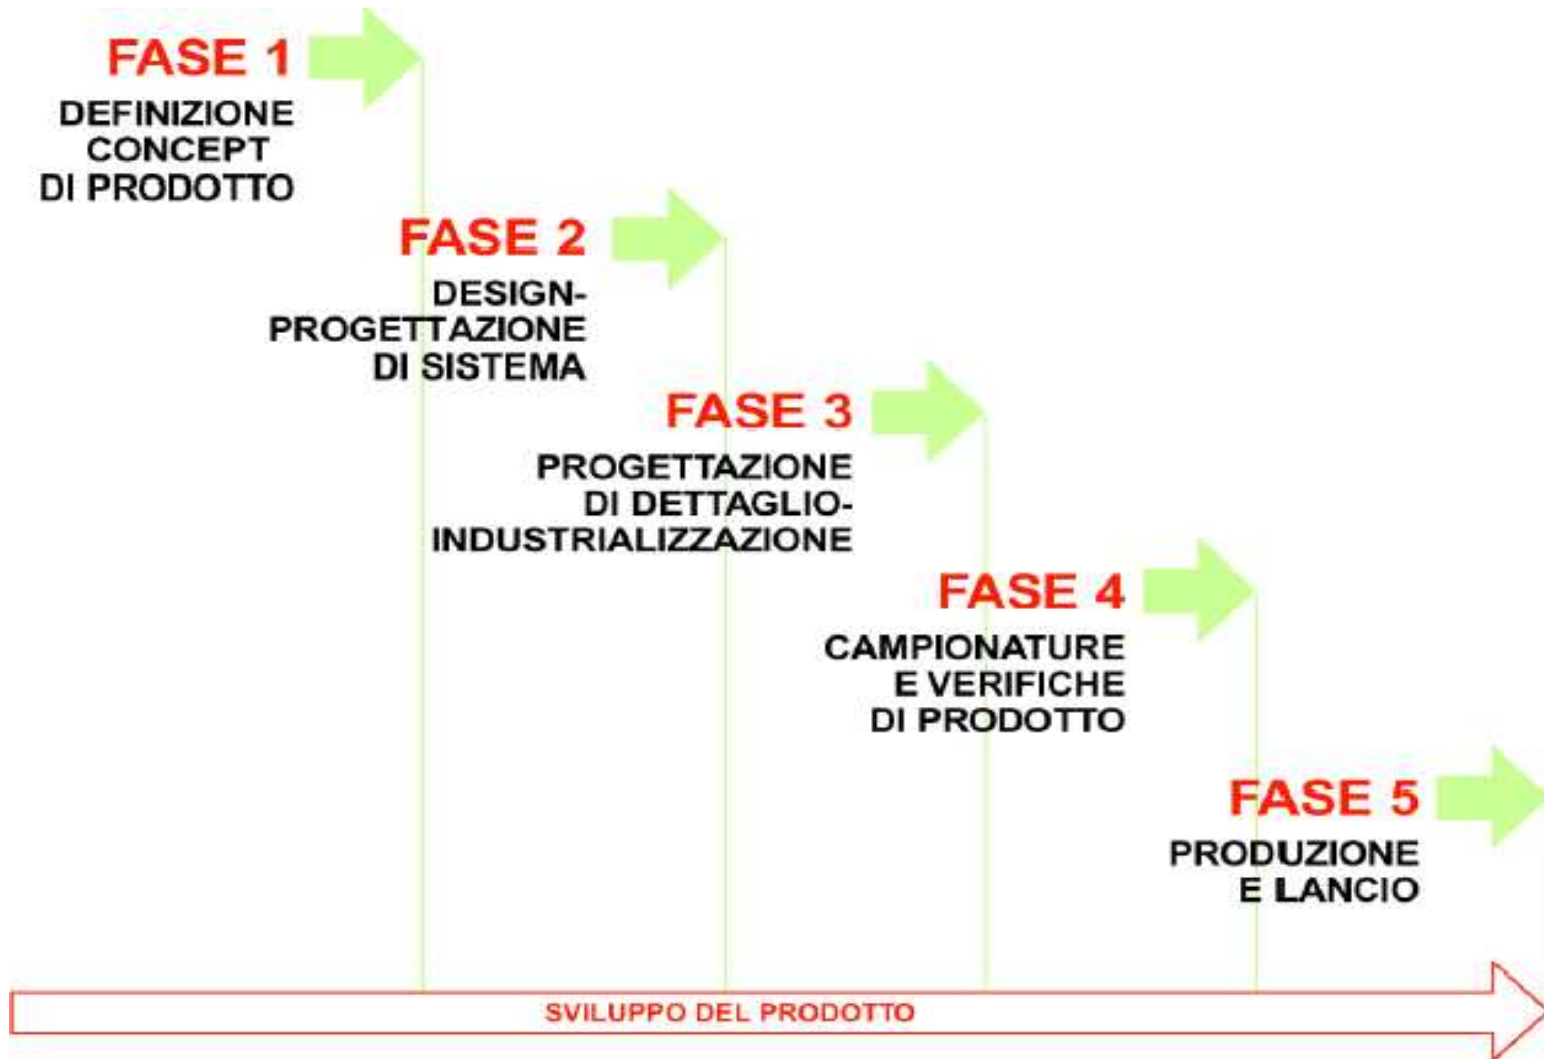 FASE 1
DEFINIZIONE
CONCEPT
DI PRODOTTO
FASE 2
DESIGN-
PROGETTAZIONE
DI SISTEMA
FASE 3
PROGETTAZIONE
DI DETTAGLIO-
INDUSTRIALIZZAZIONE
FASE 4
CAMPIONATURE
E VERIFICHE
DI PRODOTTO
FASE 5
PRODUZIONE
E LANCIO
SVILUPPO DEL PRODOTTO